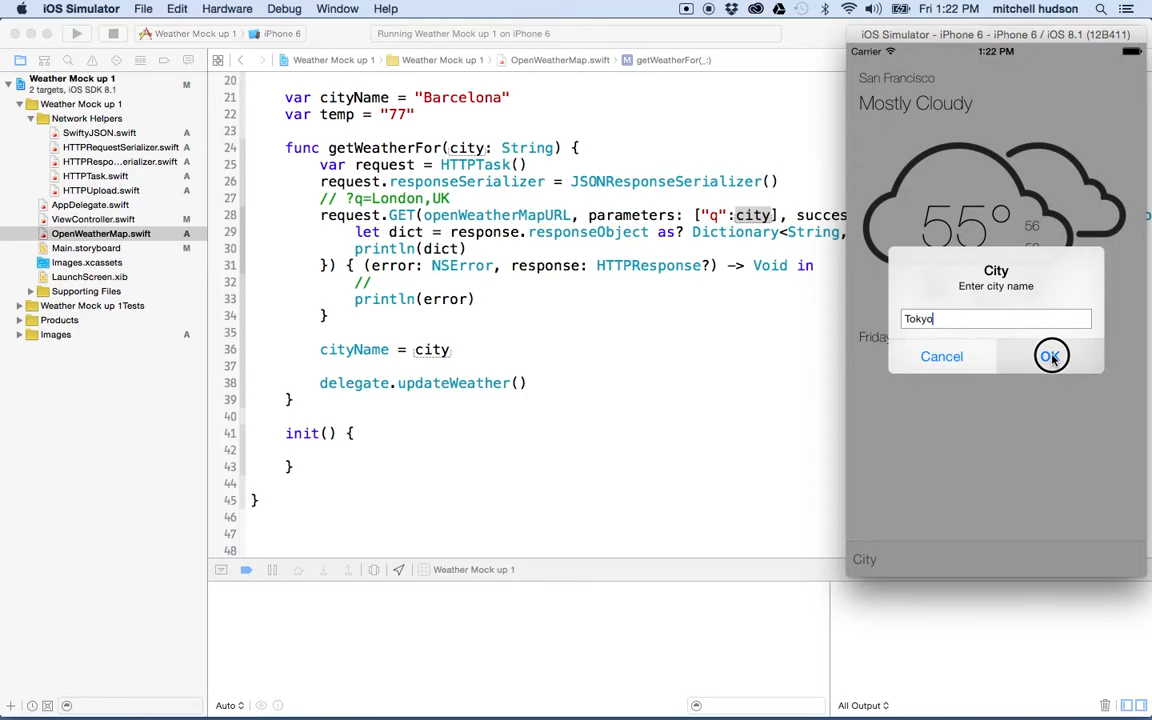 iOS Simulator File Edit Hardware Debug Window Help Fri 1:22 PM mitchell hudson
Weather Mock up 1 iPhone 6 Running Weather Mock up 1 on iPhone 6
iOS Simulator - iPhone 6 - iPhone 6 / iOS 8.1 (12B411)
Carrier 1:22 PM
Weather Mock up 1 M
2 targets, iOS SDK 8.1
Weather Mock up 1
Network Helpers
SwiftyJSON.swift A
HTTPRequestSerializer.swift A
HTTPRespo...erializer.swift A
HTTPTask.swift A
HTTPUpload.swift A
AppDelegate.swift
ViewController.swift M
OpenWeatherMap.swift A
Main.storyboard M
Images.xcassets
LaunchScreen.xib
Supporting Files
Weather Mock up 1Tests
Products
Images
Weather Mock up 1 Weather Mock up 1 OpenWeatherMap.swift getWeatherFor(_:)
20
21 var cityName = "Barcelona"
22 var temp = "77"
23
24 func getWeatherFor(city: String) {
25 var request = HTTPTask()
26 request.responseSerializer = JSONResponseSerializer()
27 // ?q=London,UK
28 request.GET(openWeatherMapURL, parameters: ["q":city], succes
29 let dict = response.responseObject as? Dictionary<String,
30 println(dict)
31 }) { (error: NSError, response: HTTPResponse?) -> Void in
32 //
33 println(error)
34 }
35
36 cityName = city
37
38 delegate.updateWeather()
39 }
40
41 init() {
42
43 }
44
45 }
46
47
48
San Francisco
Mostly Cloudy
55°
56
City
Enter city name
Tokyo
Cancel OK
Friday
City
Weather Mock up 1
Auto
All Output